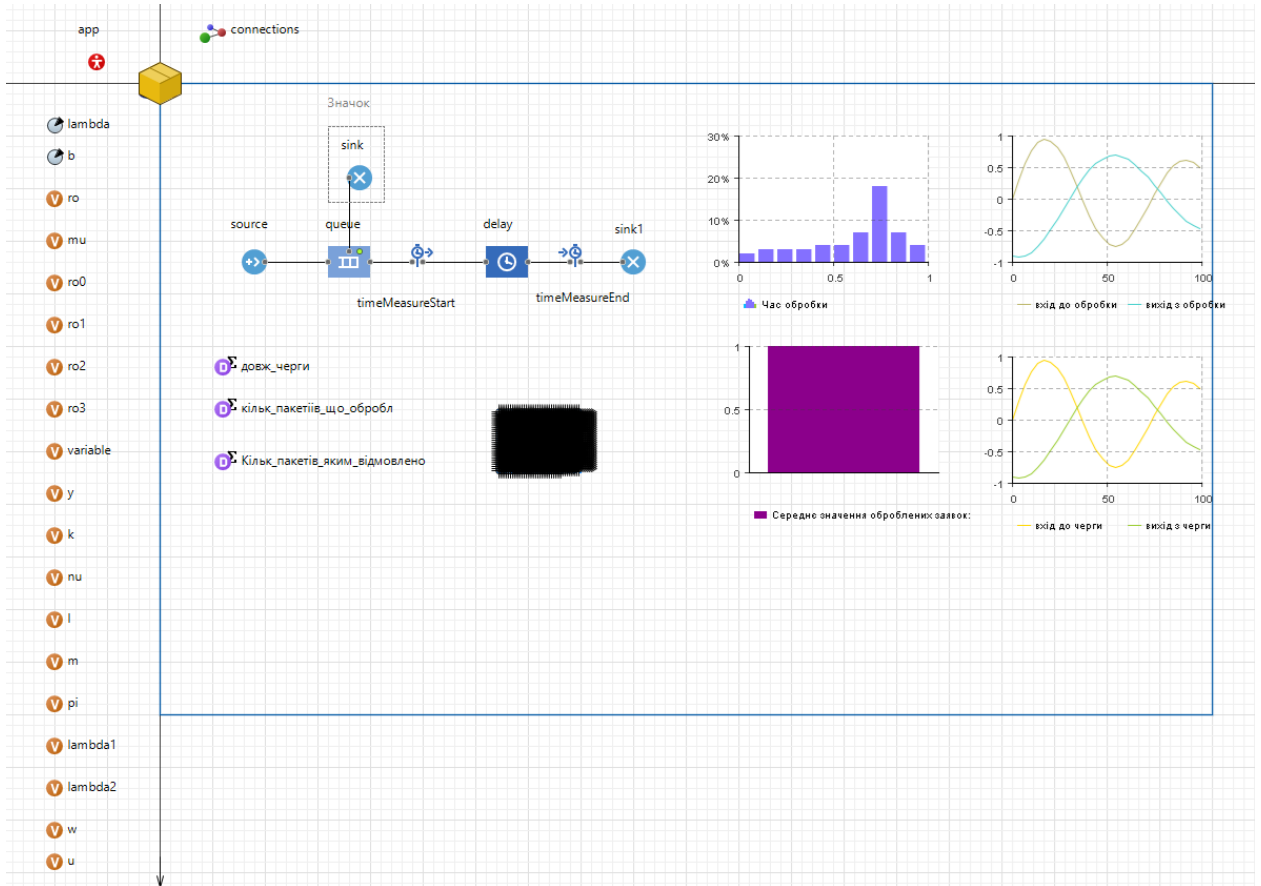 app
connections
lambda
b
ro
mu
ro0
ro1
ro2
ro3
variable
y
k
nu
l
m
pi
lambda1
lambda2
w
u
Значок
sink
source
queue
delay
sink1
timeMeasureStart
timeMeasureEnd
довж_черги
кільк_пакетіів_що_обробл
Кільк_пакетів_яким_відмовлено
30%
20%
10%
0%
0
0.5
1
Час обробки
1
0.5
0
-0.5
-1
0
50
100
вхід до обробки
вихід з обробки
1
0.5
0
Середнє значення оброблених заявок:
1
0.5
0
-0.5
-1
0
50
100
вхід до черги
вихід з черги